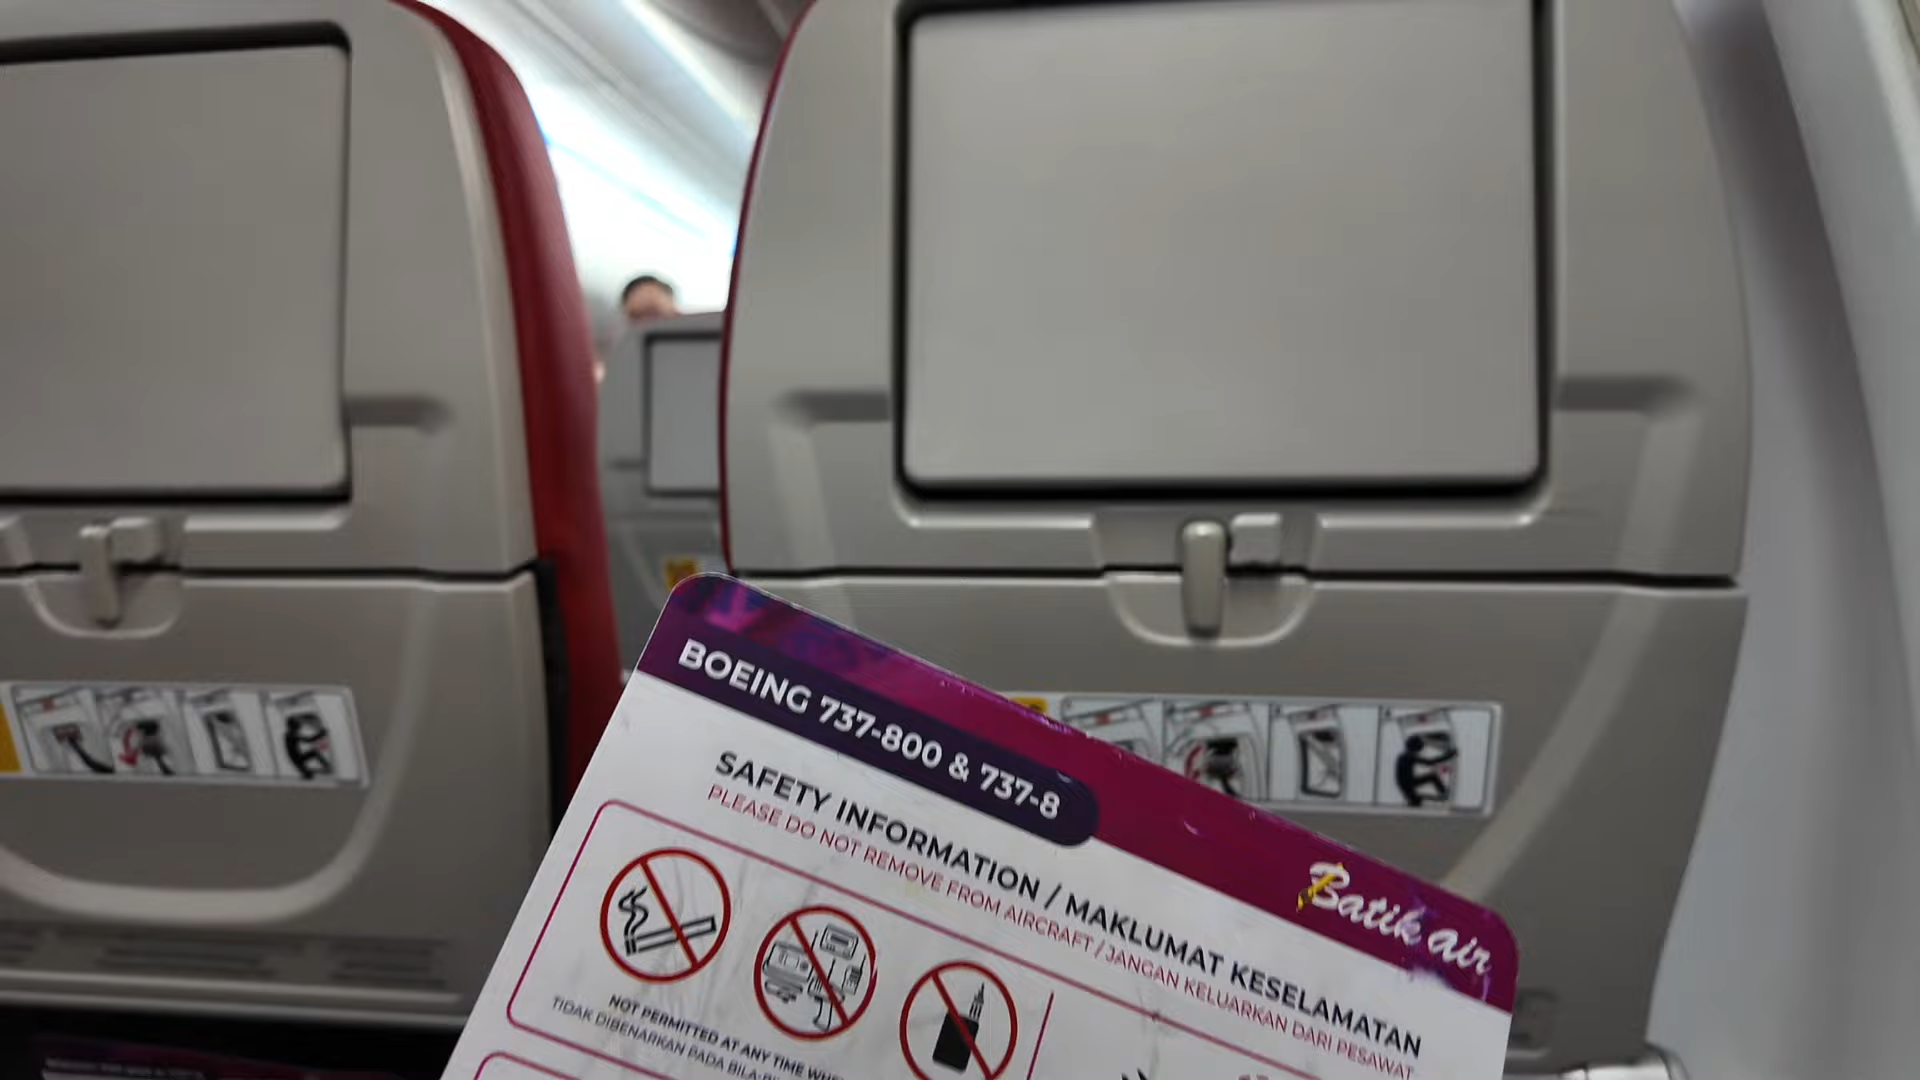 BOEING 737-800 & 737-8
Batik air
SAFETY INFORMATION / MAKLUMAT KESELAMATAN
PLEASE DO NOT REMOVE FROM AIRCRAFT / JANGAN KELUARKAN DARI PESAWAT
NOT PERMITTED AT ANY TIME
TIDAK DIBENARKAN PADA